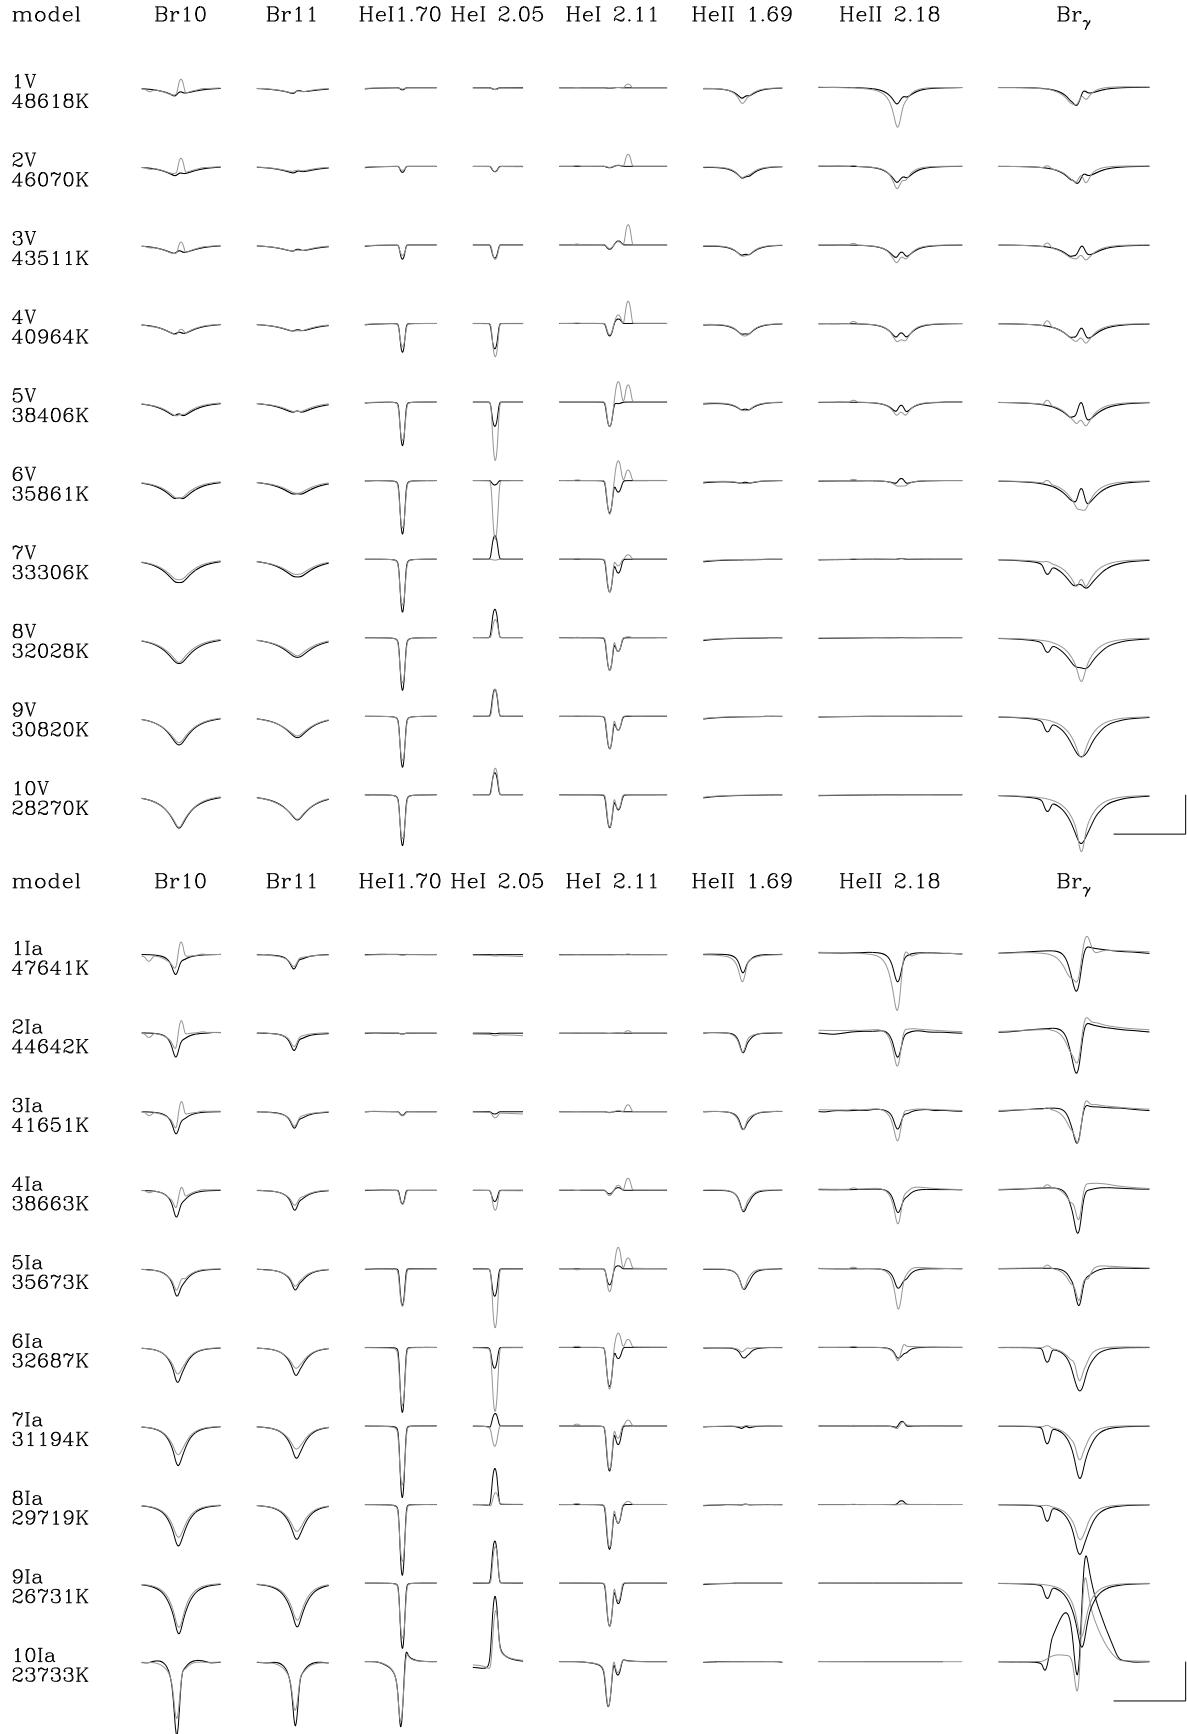 model Br10 Br11 HeI1.70 HeI 2.05 HeI 2.11 HeII 1.69 HeII 2.18 Brγ
1V
48618K
2V
46070K
3V
43511K
4V
40964K
5V
38406K
6V
35861K
7V
33306K
8V
32028K
9V
30820K
10V
28270K
model Br10 Br11 HeI1.70 HeI 2.05 HeI 2.11 HeII 1.69 HeII 2.18 Brγ
1Ia
47641K
2Ia
44642K
3Ia
41651K
4Ia
38663K
5Ia
35673K
6Ia
32687K
7Ia
31194K
8Ia
29719K
9Ia
26731K
10Ia
23733K